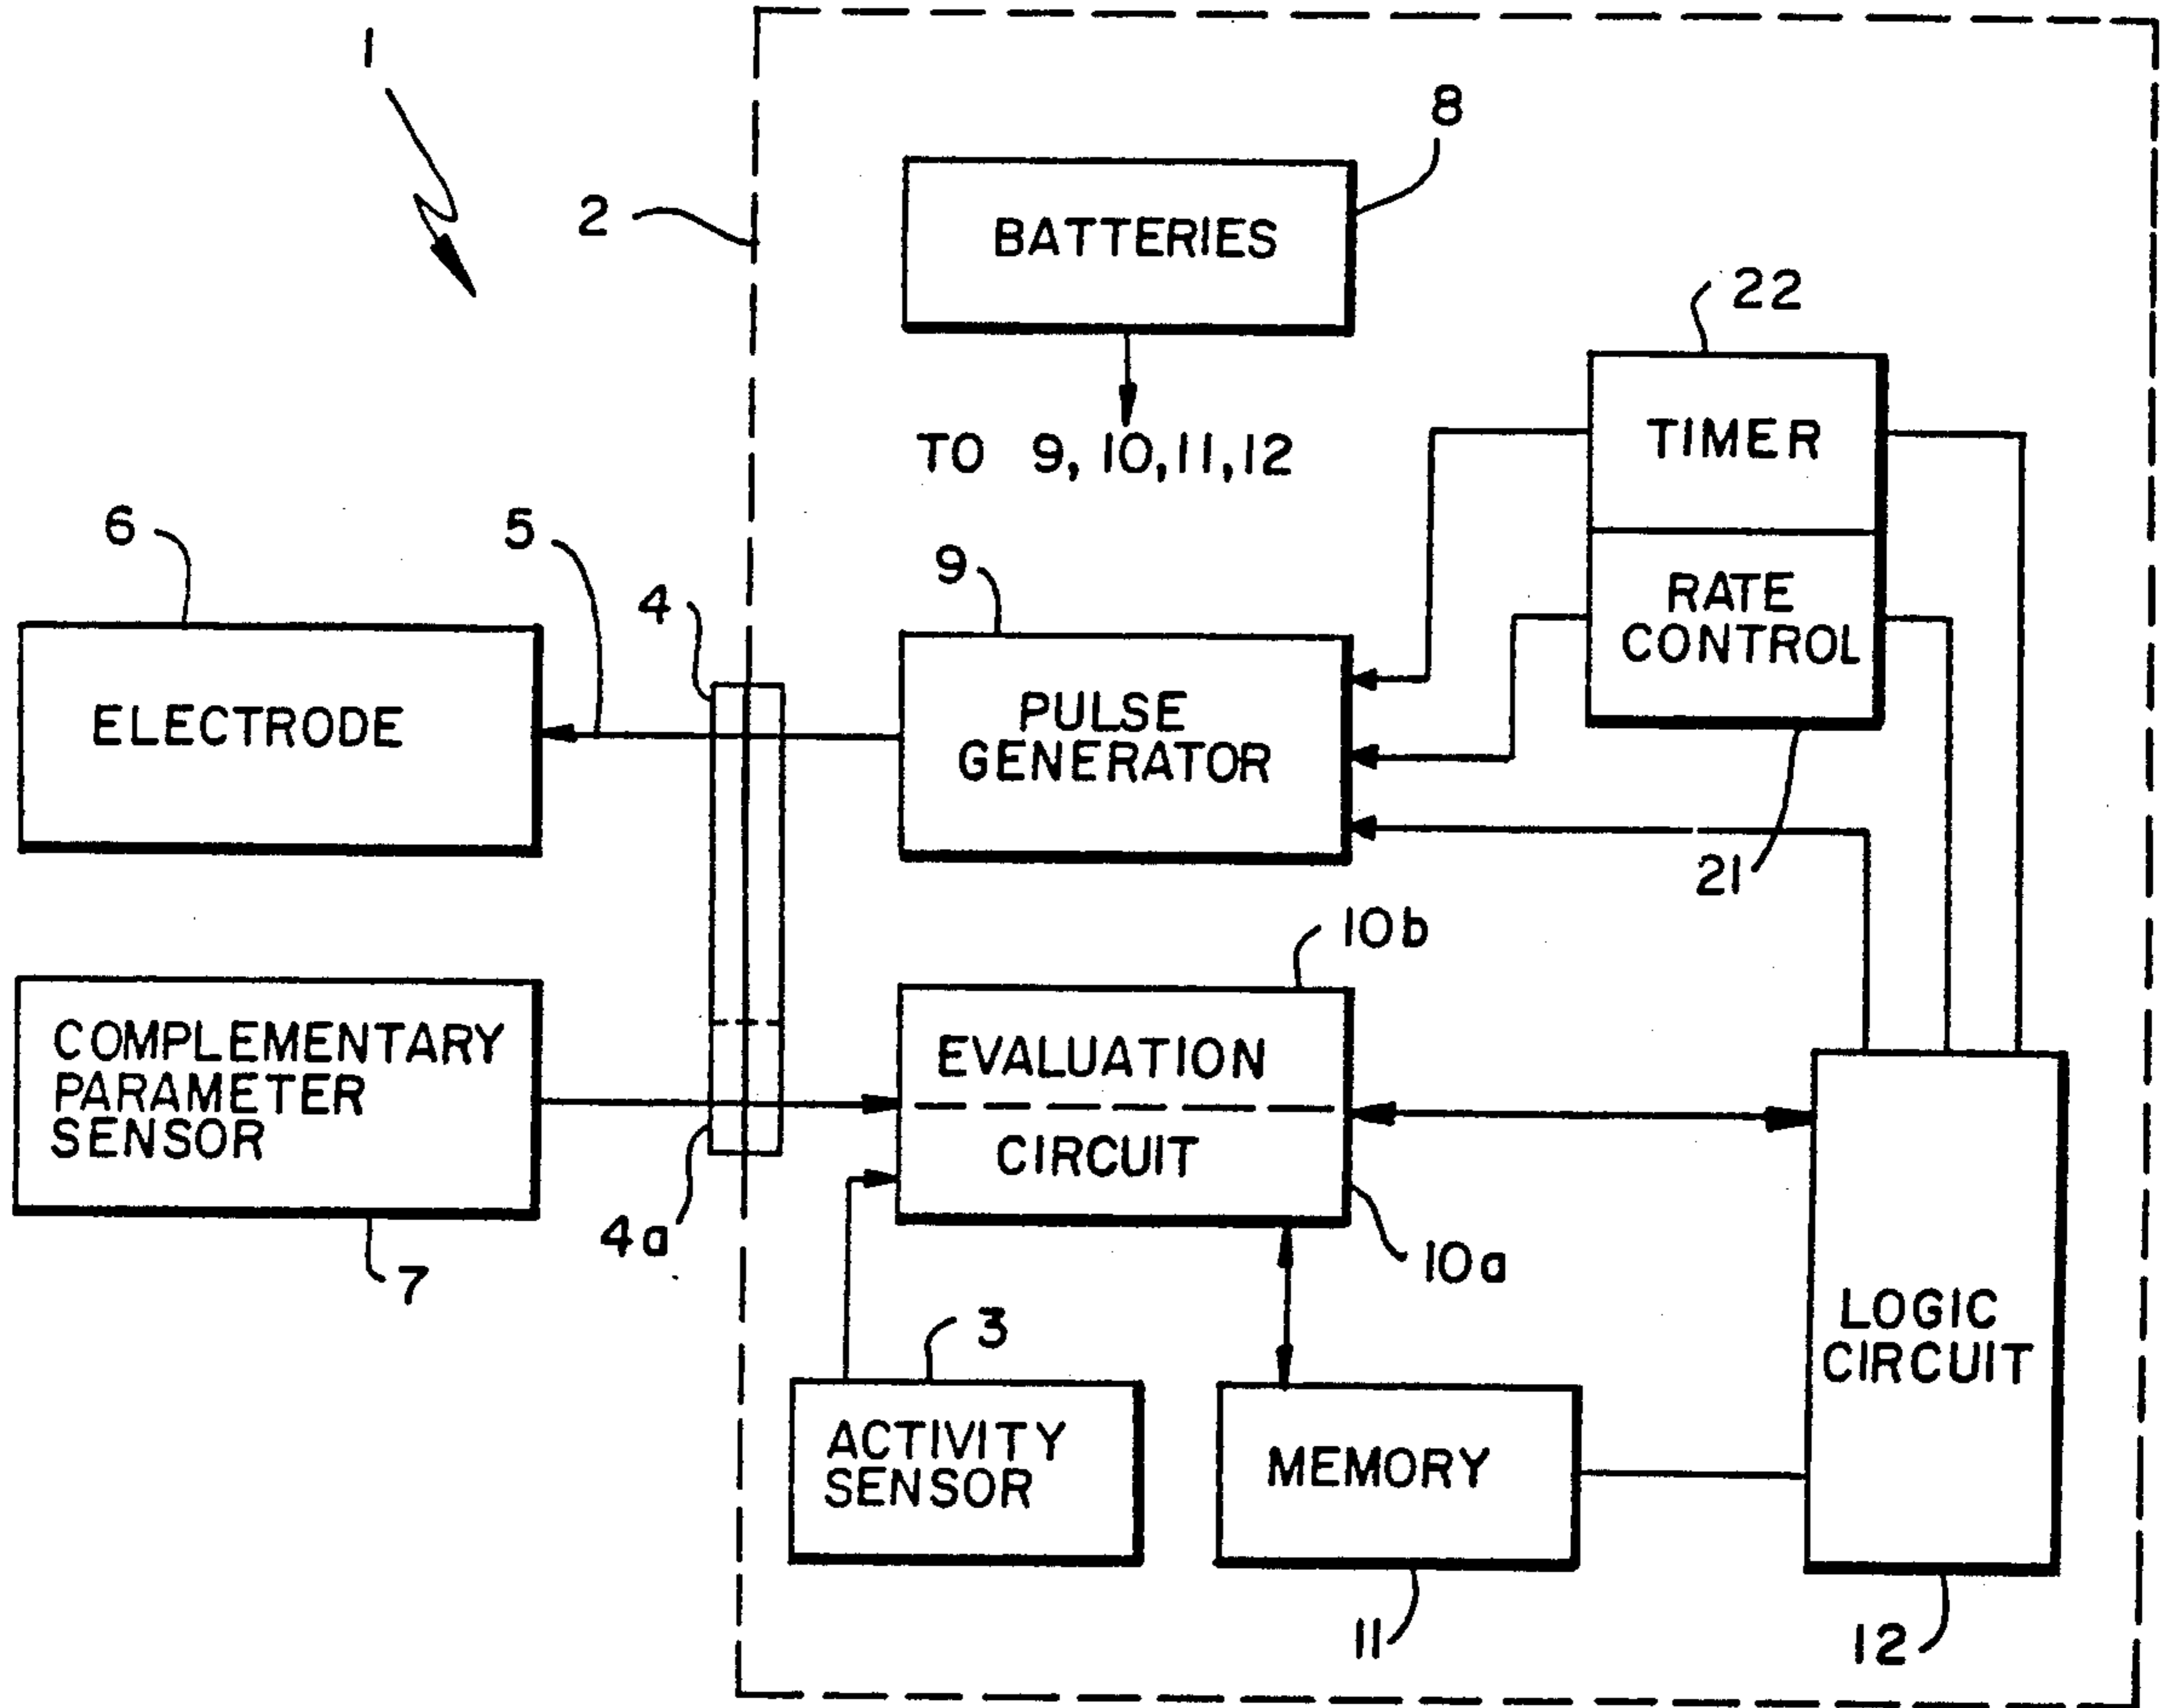 1
8
2
BATTERIES
22
TO 9, 10, 11, 12
TIMER
6
5
9
4
RATE
CONTROL
ELECTRODE
PULSE
GENERATOR
21
10b
COMPLEMENTARY
PARAMETER
SENSOR
EVALUATION
CIRCUIT
4a
10a
7
3
LOGIC
CIRCUIT
ACTIVITY
SENSOR
MEMORY
11
12